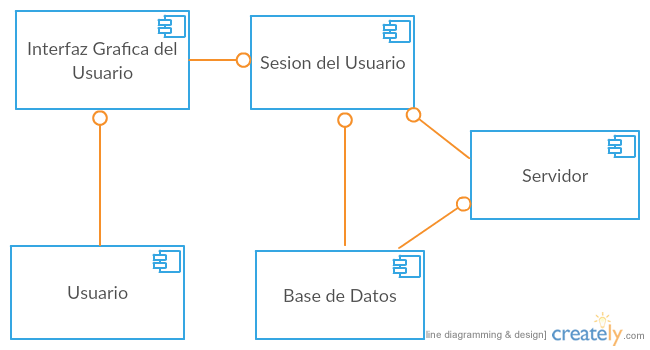 Interfaz Grafica del
Usuario
Sesion del Usuario
Servidor
Usuario
Base de Datos
line diagramming & design]
creately.com